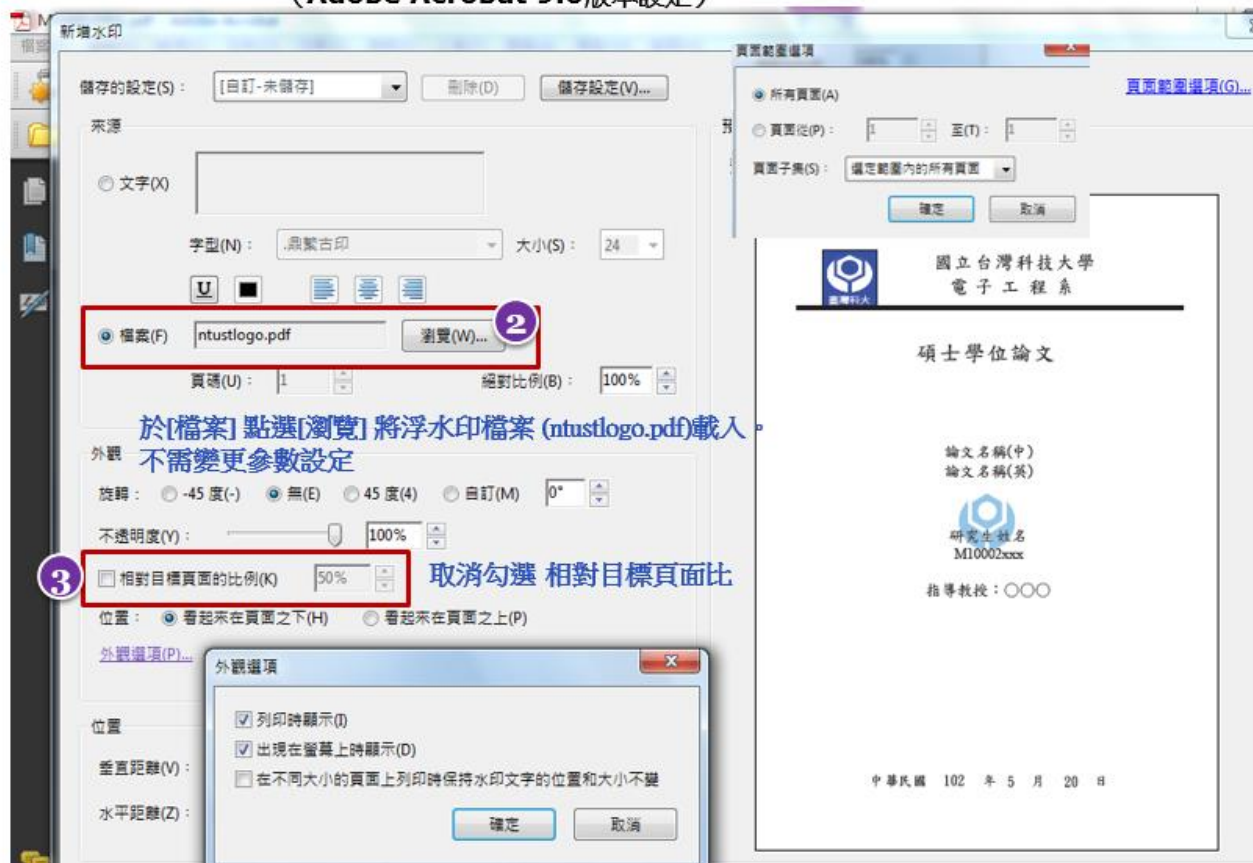 (Adobe Acrobat 9.0版本設定)
新增水印
儲存的設定(S)：
[自訂-未儲存]
刪除(D)
儲存設定(V)...
頁面範圍選項(G)...
來源
文字(X)
字型(N)：
.鼎繁古印
大小(S)：
24
U
檔案(F)
ntustlogo.pdf
瀏覽(W)...
2
頁碼(U)：
1
絕對比例(B)：
100%
於[檔案] 點選[瀏覽] 將浮水印檔案 (ntustlogo.pdf)載入。
不需變更參數設定
外觀
旋轉：
-45 度(-)
無(E)
45 度(4)
自訂(M)
0°
不透明度(Y)：
100%
3
相對目標頁面的比例(K)
50%
取消勾選 相對目標頁面比
位置：
看起來在頁面之下(H)
看起來在頁面之上(P)
外觀選項(P)...
位置
垂直距離(V)：
水平距離(Z)：
外觀選項
列印時顯示(I)
出現在螢幕上時顯示(D)
在不同大小的頁面上列印時保持水印文字的位置和大小不變
確定
取消
頁面範圍選項
所有頁面(A)
頁面從(P)：
1
至(T)：
1
頁面子集(S)：
選定範圍內的所有頁面
確定
取消
臺灣科大
國立台灣科技大學
電子工程系
碩士學位論文
論文名稱(中)
論文名稱(英)
研究生姓名
M10002xxx
指導教授：○○○
中華民國 102 年 5 月 20 日